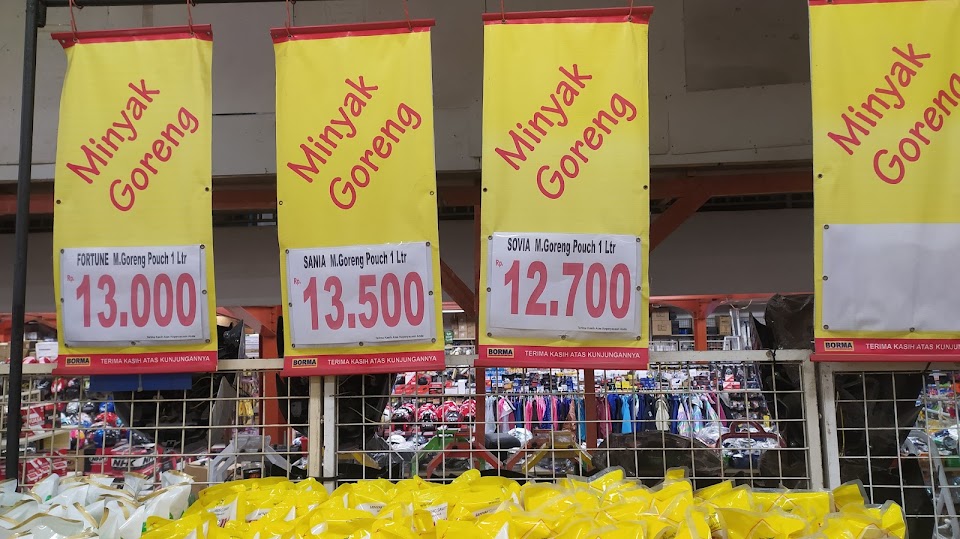 Minyak
Goreng
FORTUNE M.Goreng Pouch 1 Ltr
Rp. 13.000
BORMA TERIMA KASIH ATAS KUNJUNGANNYA
Minyak
Goreng
SANIA M.Goreng Pouch 1 Ltr
Rp. 13.500
BORMA TERIMA KASIH ATAS KUNJUNGANNYA
Minyak
Goreng
SOVIA M.Goreng Pouch 1 Ltr
Rp. 12.700
BORMA TERIMA KASIH ATAS KUNJUNGANNYA
Minyak
Goreng
BORMA TERIMA KASIH ATAS KUNJUNG